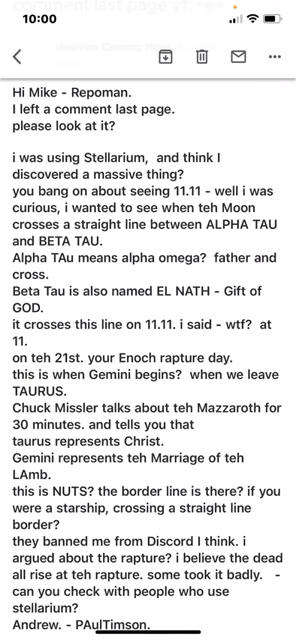 10:00
Hi Mike - Repoman.
I left a comment last page.
please look at it?
i was using Stellarium, and think I
discovered a massive thing?
you bang on about seeing 11.11 - well i was
curious, i wanted to see when teh Moon
crosses a straight line between ALPHA TAU
and BETA TAU.
Alpha TAu means alpha omega? father and
cross.
Beta Tau is also named EL NATH - Gift of
GOD.
it crosses this line on 11.11. i said - wtf? at
11.
on teh 21st. your Enoch rapture day.
this is when Gemini begins? when we leave
TAURUS.
Chuck Missler talks about teh Mazzaroth for
30 minutes. and tells you that
taurus represents Christ.
Gemini represents teh Marriage of teh
LAmb.
this is NUTS? the border line is there? if you
were a starship, crossing a straight line
border?
they banned me from Discord I think. i
argued about the rapture? i believe the dead
all rise at teh rapture. some took it badly. -
can you check with people who use
stellarium?
Andrew. - PAulTimson.